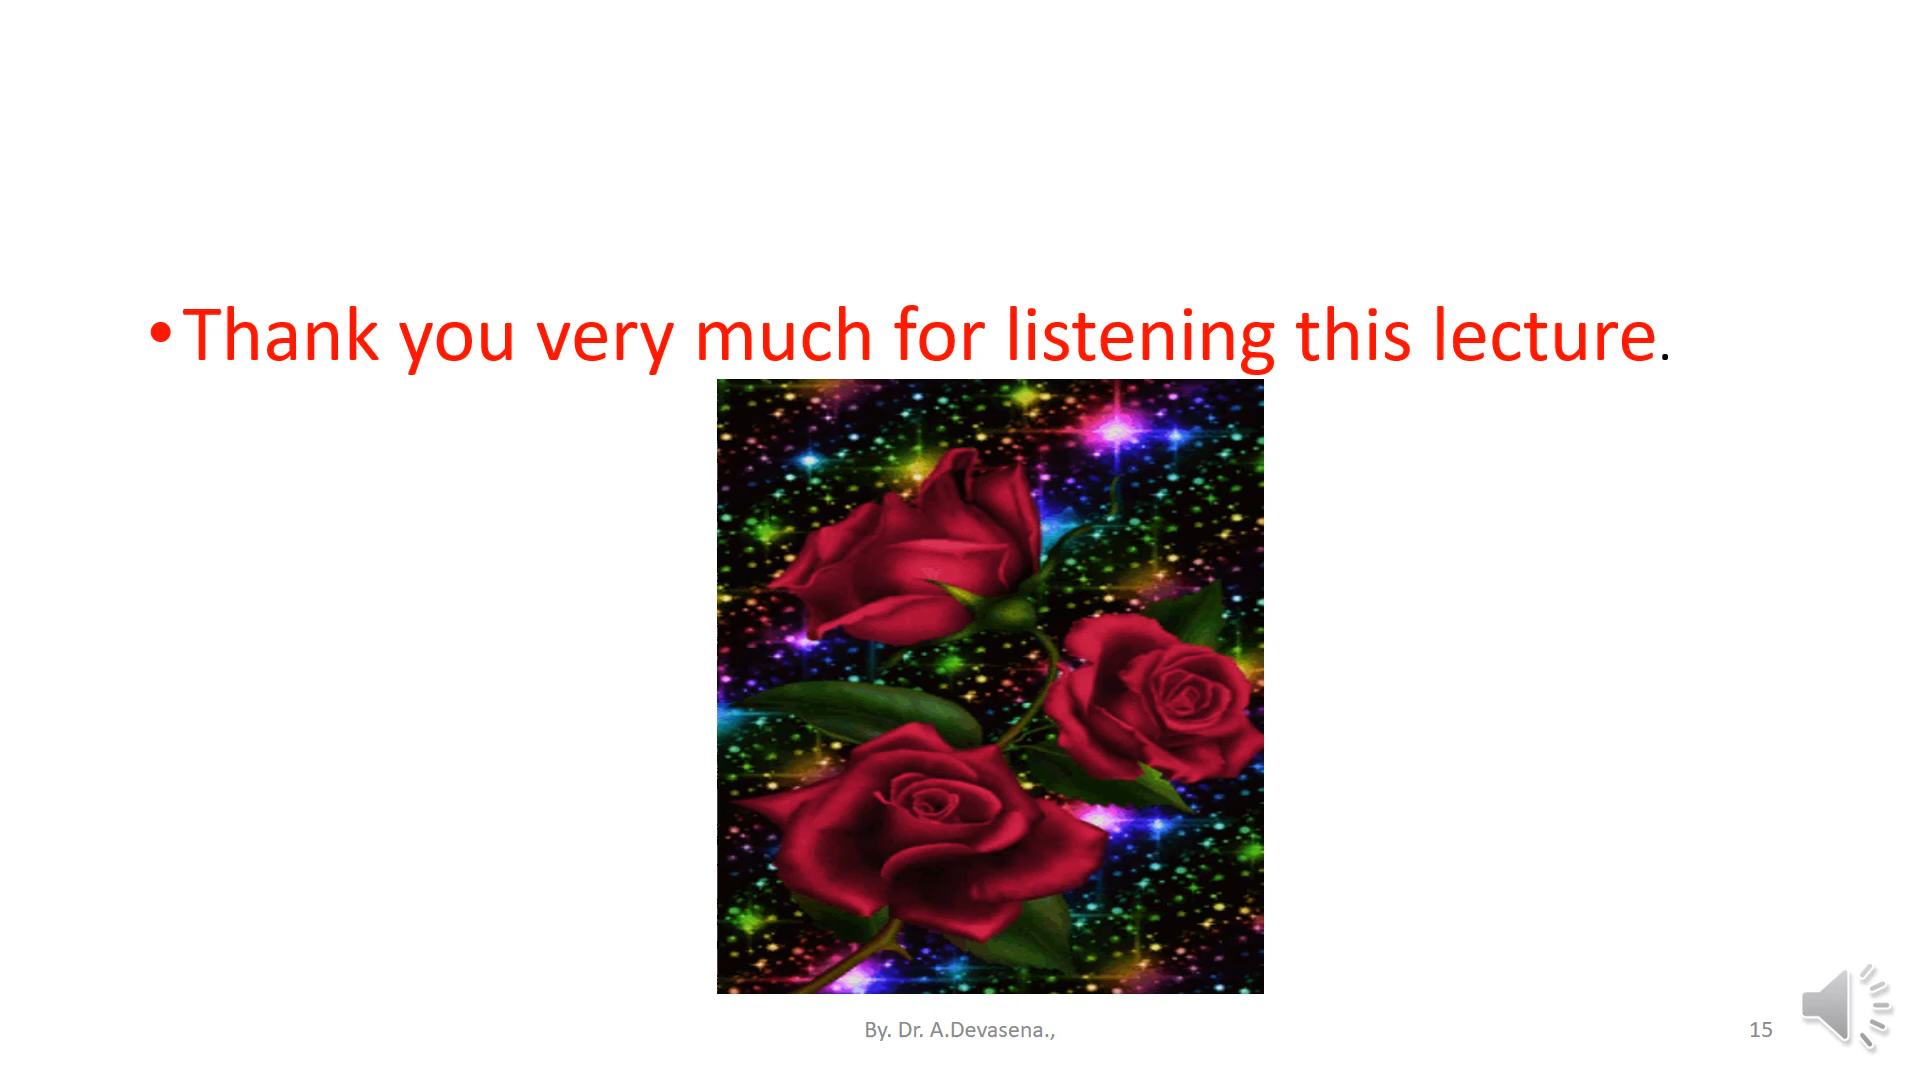 • Thank you very much for listening this lecture.
By. Dr. A.Devasena.,
15